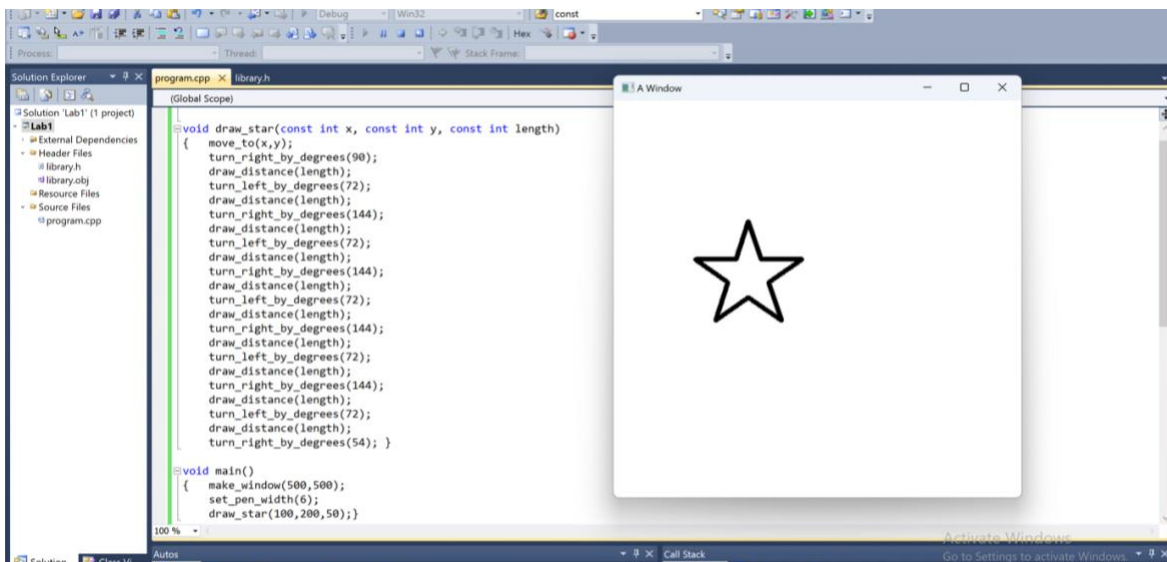 Debug Win32 const
Hex
Process: Thread: Stack Frame:
Solution Explorer
Solution 'Lab1' (1 project)
Lab1
External Dependencies
Header Files
library.h
library.obj
Resource Files
Source Files
program.cpp
program.cpp library.h
(Global Scope)
void draw_star(const int x, const int y, const int length)
{ move_to(x,y);
turn_right_by_degrees(90);
draw_distance(length);
turn_left_by_degrees(72);
draw_distance(length);
turn_right_by_degrees(144);
draw_distance(length);
turn_left_by_degrees(72);
draw_distance(length);
turn_right_by_degrees(144);
draw_distance(length);
turn_left_by_degrees(72);
draw_distance(length);
turn_right_by_degrees(144);
draw_distance(length);
turn_left_by_degrees(72);
draw_distance(length);
turn_right_by_degrees(144);
draw_distance(length);
turn_left_by_degrees(72);
draw_distance(length);
turn_right_by_degrees(54); }
void main()
{ make_window(500,500);
set_pen_width(6);
draw_star(100,200,50);}
100 %
A Window
Activate Windows
Go to Settings to activate Windows.
Solution Class Vi
Autos
Call Stack